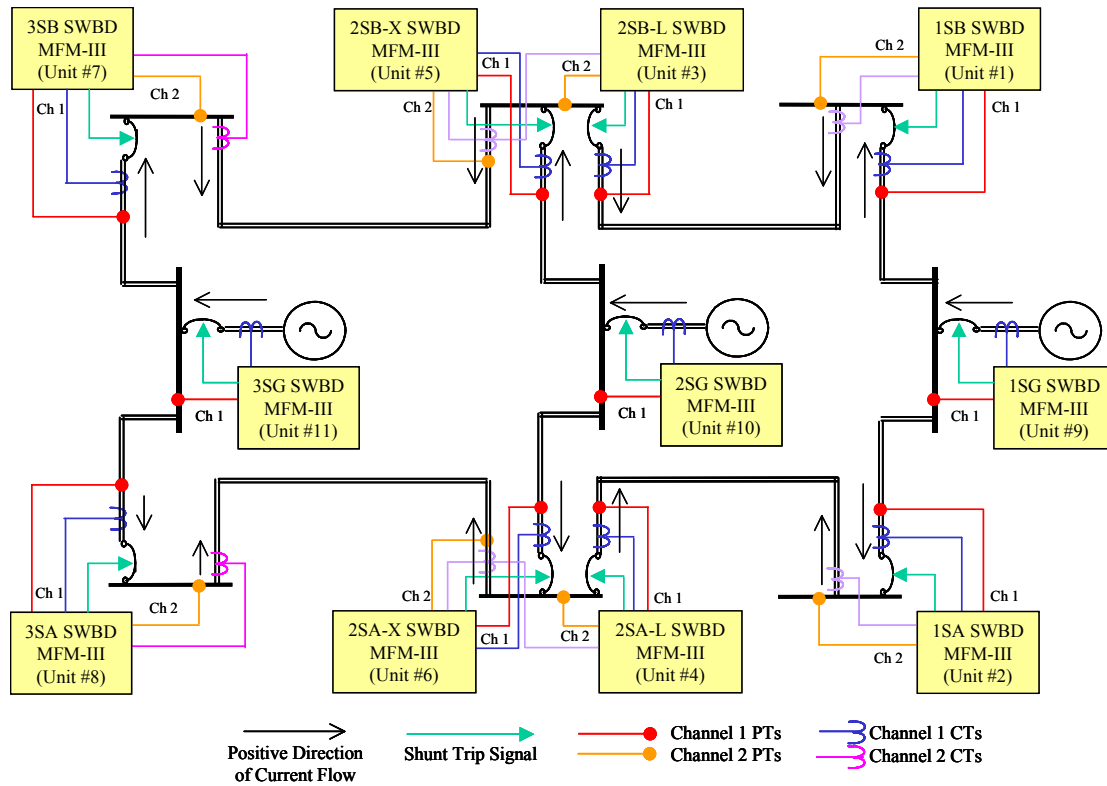 3SB SWBD
MFM-III
(Unit #7)
Ch 2
Ch 1
2SB-X SWBD
MFM-III
(Unit #5)
Ch 1
Ch 2
2SB-L SWBD
MFM-III
(Unit #3)
Ch 2
Ch 1
1SB SWBD
MFM-III
(Unit #1)
Ch 2
Ch 1
3SG SWBD
MFM-III
(Unit #11)
Ch 1
2SG SWBD
MFM-III
(Unit #10)
Ch 1
1SG SWBD
MFM-III
(Unit #9)
Ch 1
3SA SWBD
MFM-III
(Unit #8)
Ch 1
Ch 2
2SA-X SWBD
MFM-III
(Unit #6)
Ch 2
Ch 1
2SA-L SWBD
MFM-III
(Unit #4)
Ch 1
Ch 2
1SA SWBD
MFM-III
(Unit #2)
Ch 1
Ch 2
Positive Direction
of Current Flow
Shunt Trip Signal
Channel 1 PTs
Channel 2 PTs
Channel 1 CTs
Channel 2 CTs